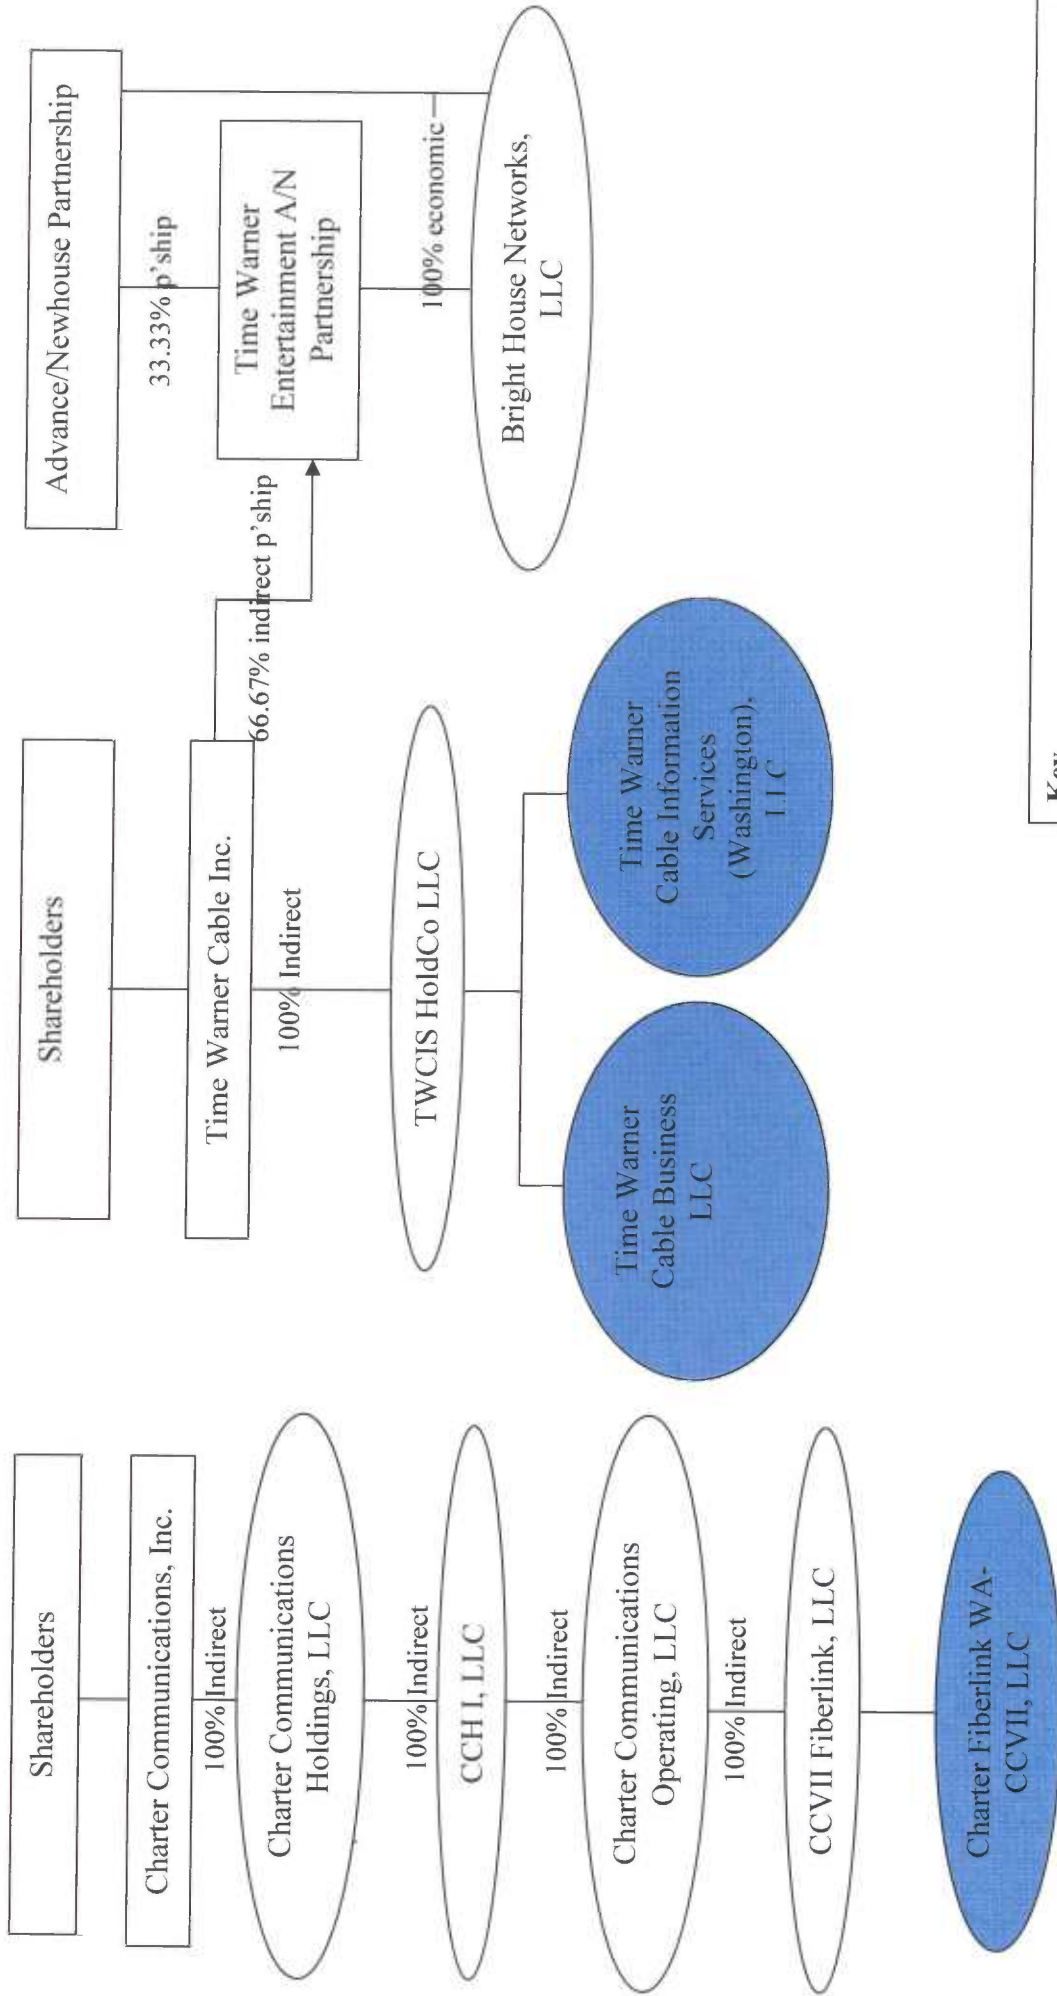 Shareholders
Charter Communications, Inc.
100% Indirect
Charter Communications
Holdings, LLC
100% Indirect
CCH I, LLC
100% Indirect
Charter Communications
Operating, LLC
100% Indirect
CCVII Fiberlink, LLC
Charter Fiberlink WA-
CCVII, LLC
Shareholders
Time Warner Cable Inc.
66.67% indirect p'ship
100% Indirect
TWCIS HoldCo LLC
Time Warner
Cable Business
LLC
Time Warner
Cable Information
Services
(Washington),
LLC
Advance/Newhouse Partnership
33.33% p'ship
Time Warner
Entertainment A/N
Partnership
100% economic
Bright House Networks,
LLC